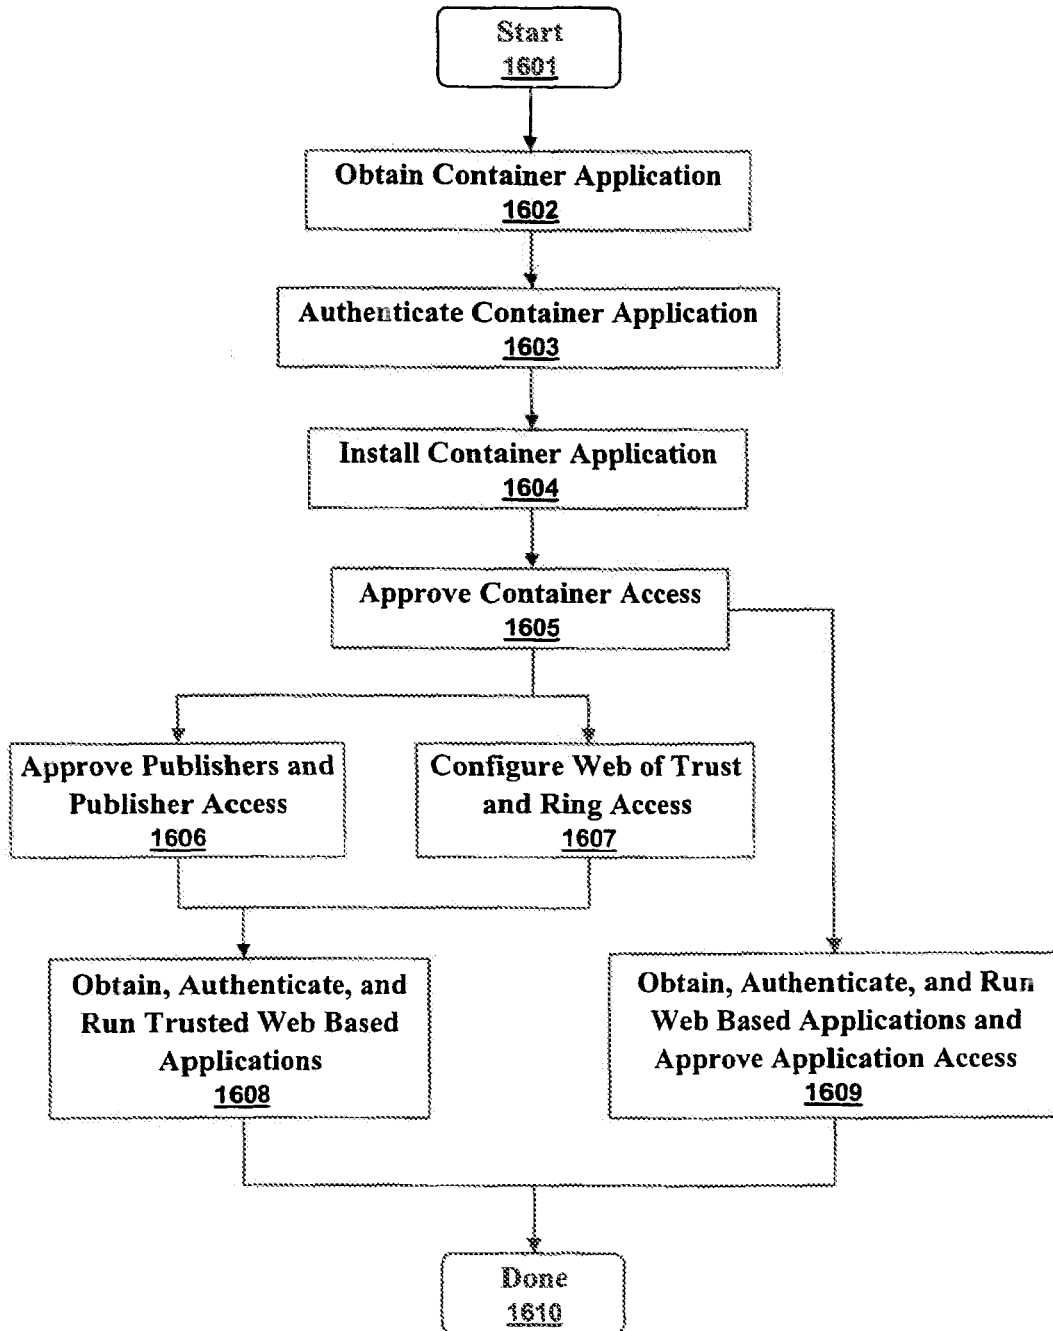 Start
1601
Obtain Container Application
1602
Authenticate Container Application
1603
Install Container Application
1604
Approve Container Access
1605
Approve Publishers and
Publisher Access
1606
Configure Web of Trust
and Ring Access
1607
Obtain, Authenticate, and
Run Trusted Web Based
Applications
1608
Obtain, Authenticate, and Run
Web Based Applications and
Approve Application Access
1609
Done
1610